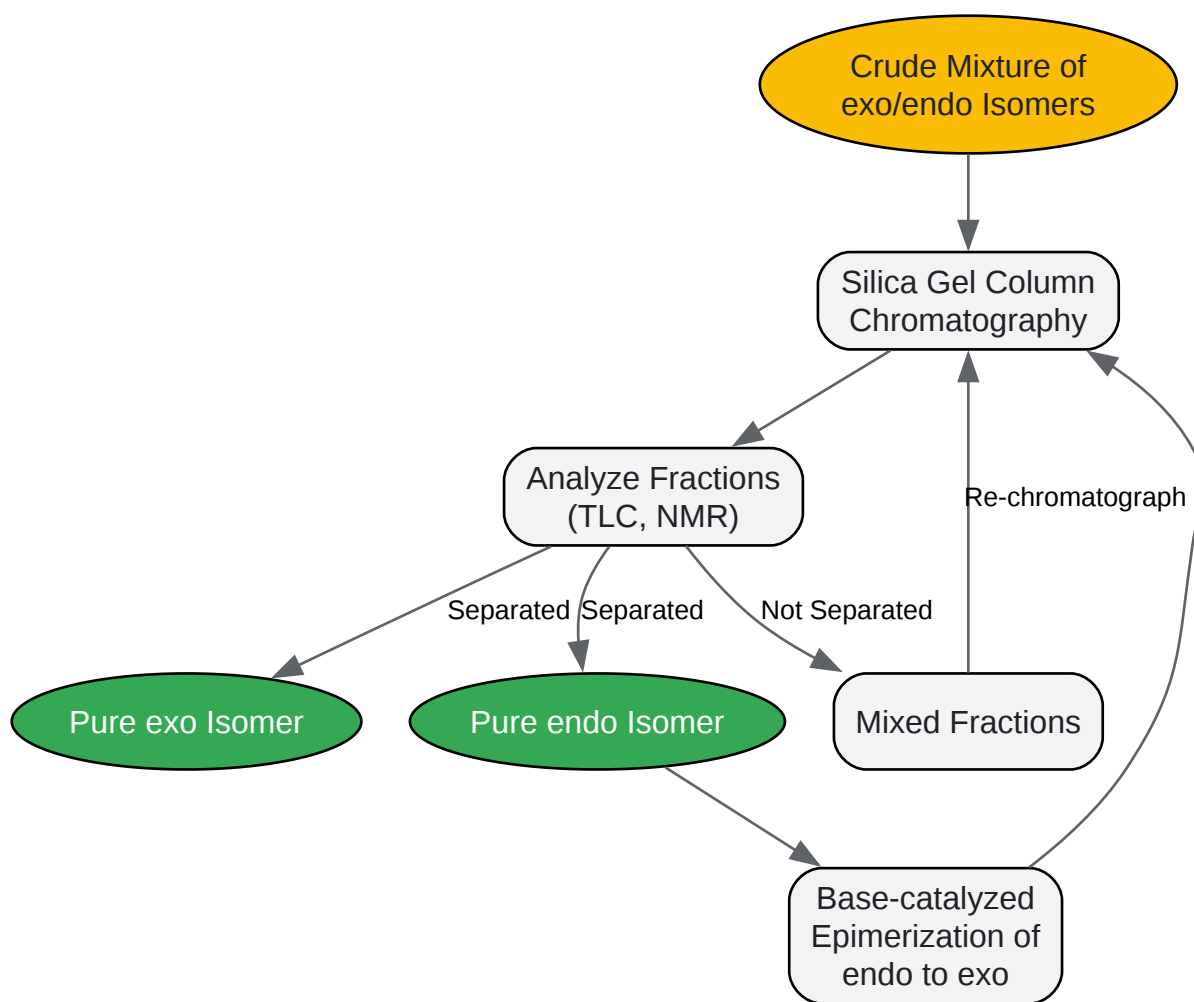 Crude Mixture of
exo/endo Isomers
Silica Gel Column
Chromatography
Analyze Fractions
(TLC, NMR)
Re-chromatograph
Separated
Separated
Not Separated
Pure exo Isomer
Pure endo Isomer
Mixed Fractions
Base-catalyzed
Epimerization of
endo to exo